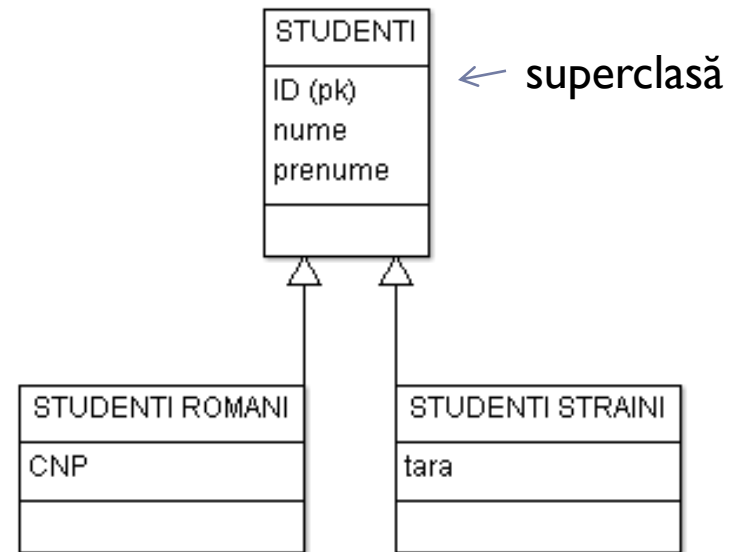 STUDENTI
superclasă
ID (pk)
nume
prenume
STUDENTI ROMANI
CNP
STUDENTI STRAINI
tara